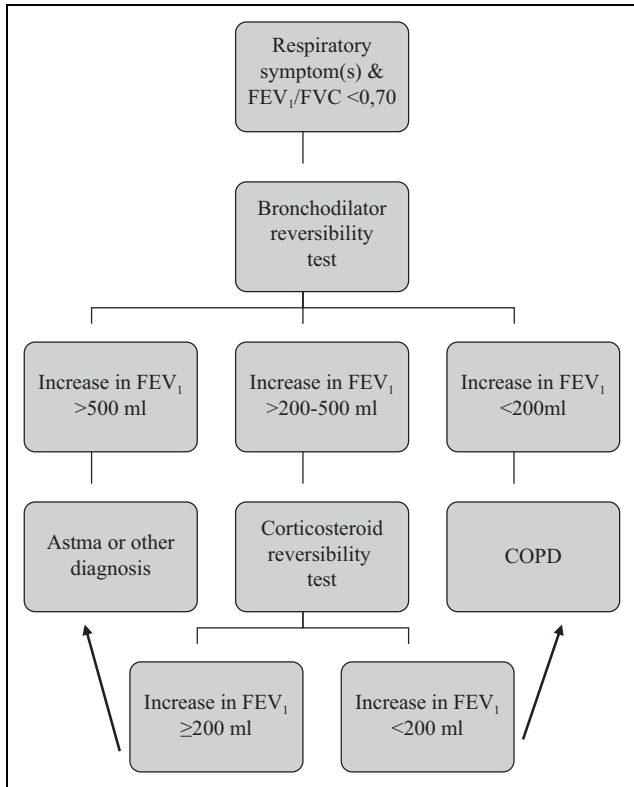 Respiratory
symptom(s) &
FEV₁/FVC <0,70
Bronchodilator
reversibility
test
Increase in FEV₁
>500 ml
Increase in FEV₁
>200-500 ml
Increase in FEV₁
<200ml
Astma or other
diagnosis
Corticosteroid
reversibility
test
COPD
Increase in FEV₁
≥200 ml
Increase in FEV₁
<200 ml